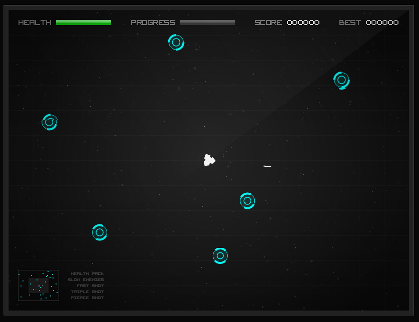 HEALTH PROGRESS SCORE 000000 BEST 000000
HEALTH PACK
SLOW ENEMIES
FAST SHOT
TRIPLE SHOT
PIERCE SHOT